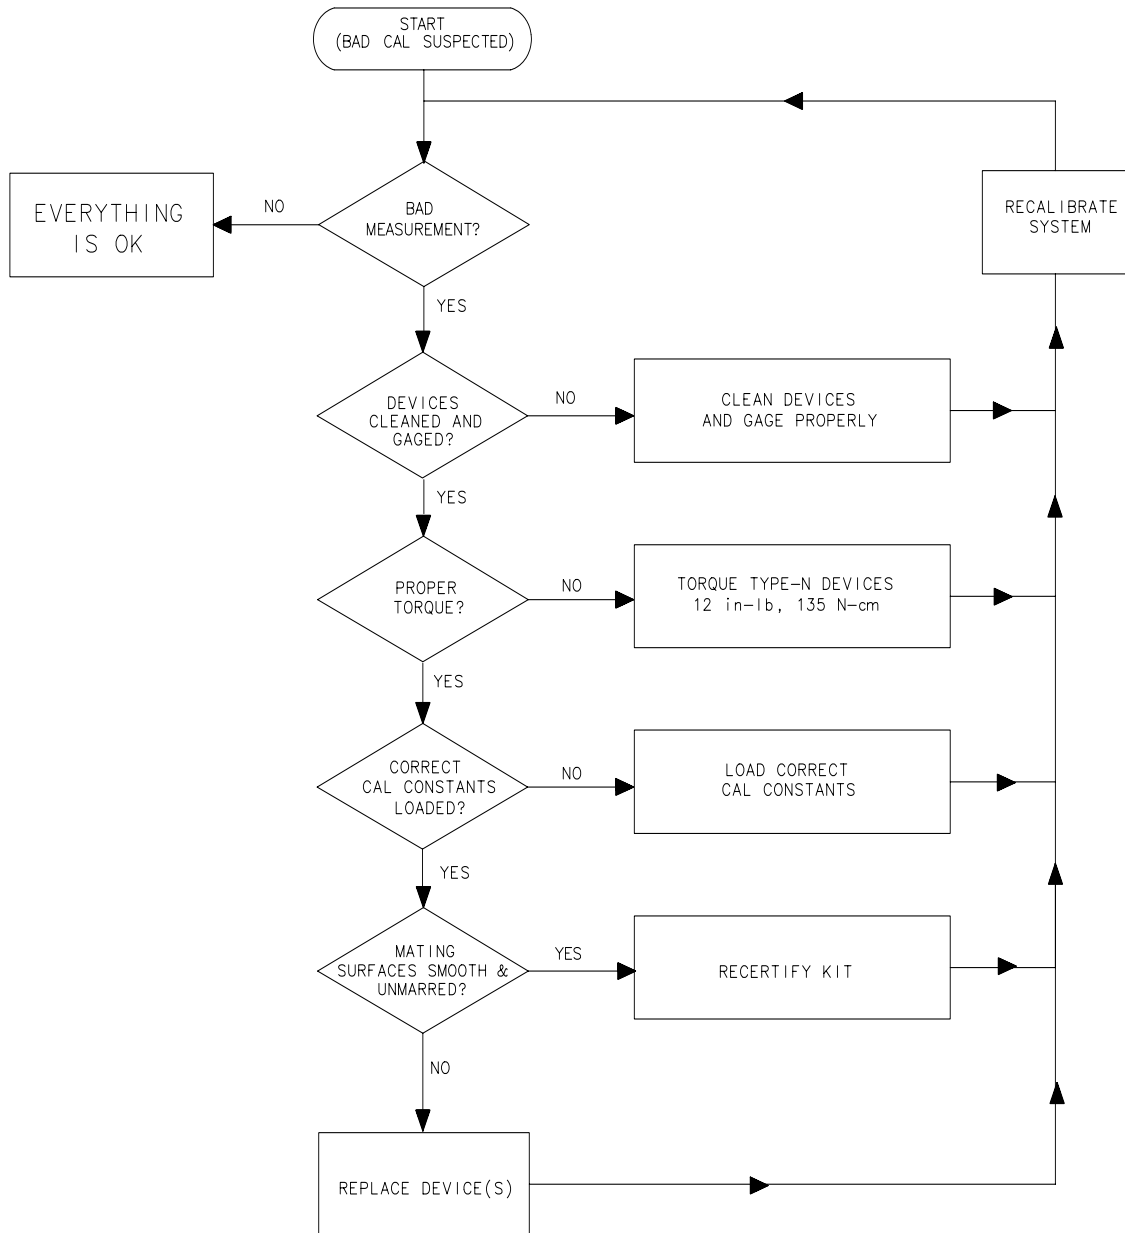 START
(BAD CAL SUSPECTED)
EVERYTHING
IS OK
NO
BAD
MEASUREMENT?
RECALIBRATE
SYSTEM
YES
DEVICES
CLEANED AND
GAGED?
NO
CLEAN DEVICES
AND GAGE PROPERLY
YES
PROPER
TORQUE?
NO
TORQUE TYPE-N DEVICES
12 in-lb, 135 N-cm
YES
CORRECT
CAL CONSTANTS
LOADED?
NO
LOAD CORRECT
CAL CONSTANTS
YES
MATING
SURFACES SMOOTH &
UNMARRED?
YES
RECERTIFY KIT
NO
REPLACE DEVICE(S)